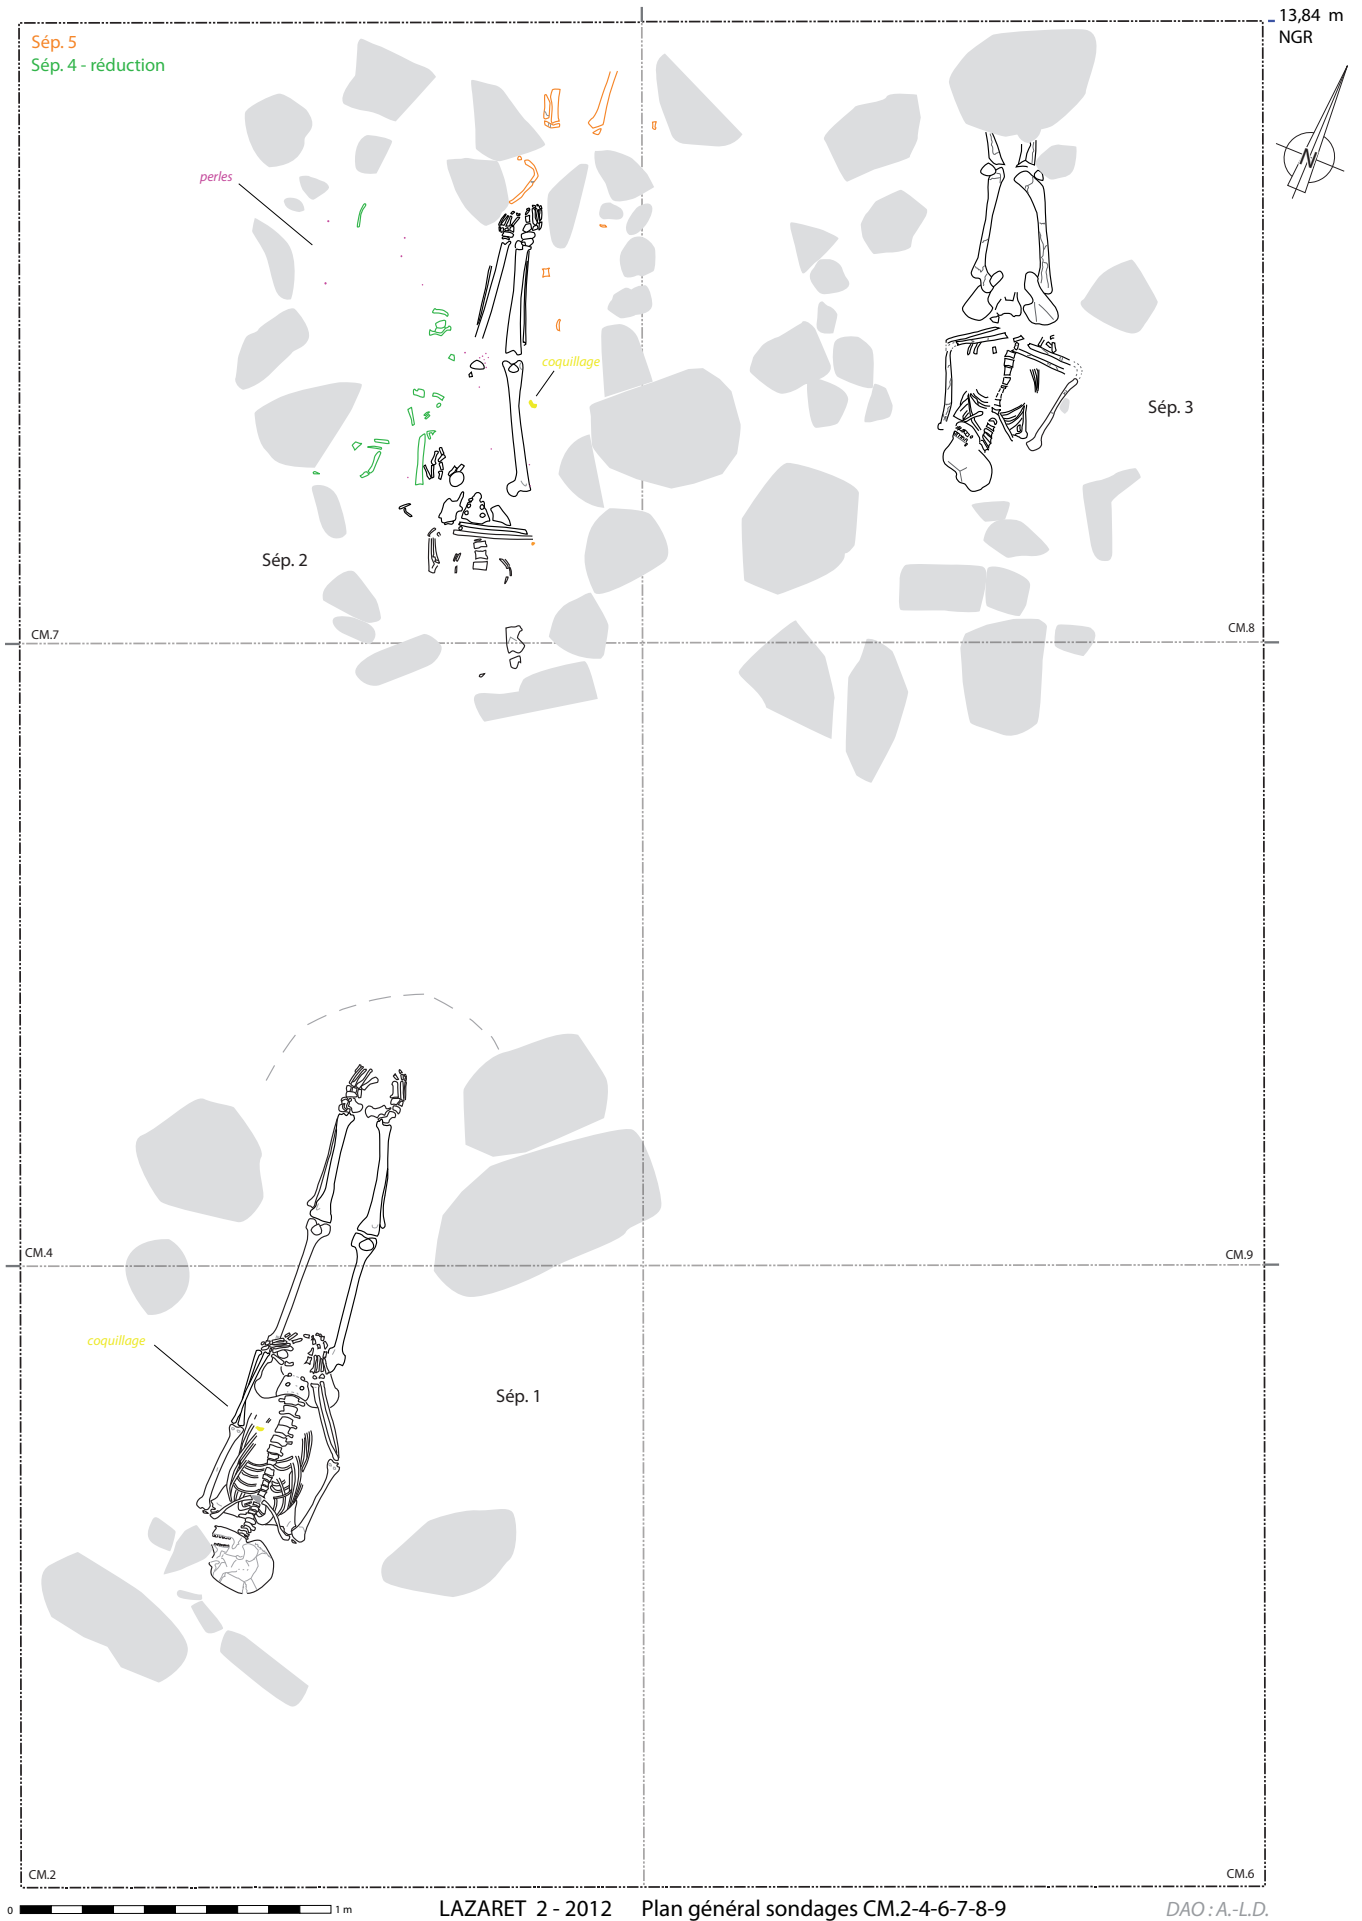 13,84 m
NGR
Sép. 5
Sép. 4 - réduction
N
perles
coquillage
Sép. 3
Sép. 2
CM.7
CM.8
CM.4
CM.9
coquillage
Sép. 1
CM.2
CM.6
0
1 m
LAZARET 2 - 2012 Plan général sondages CM.2-4-6-7-8-9
DAO : A.-L.D.